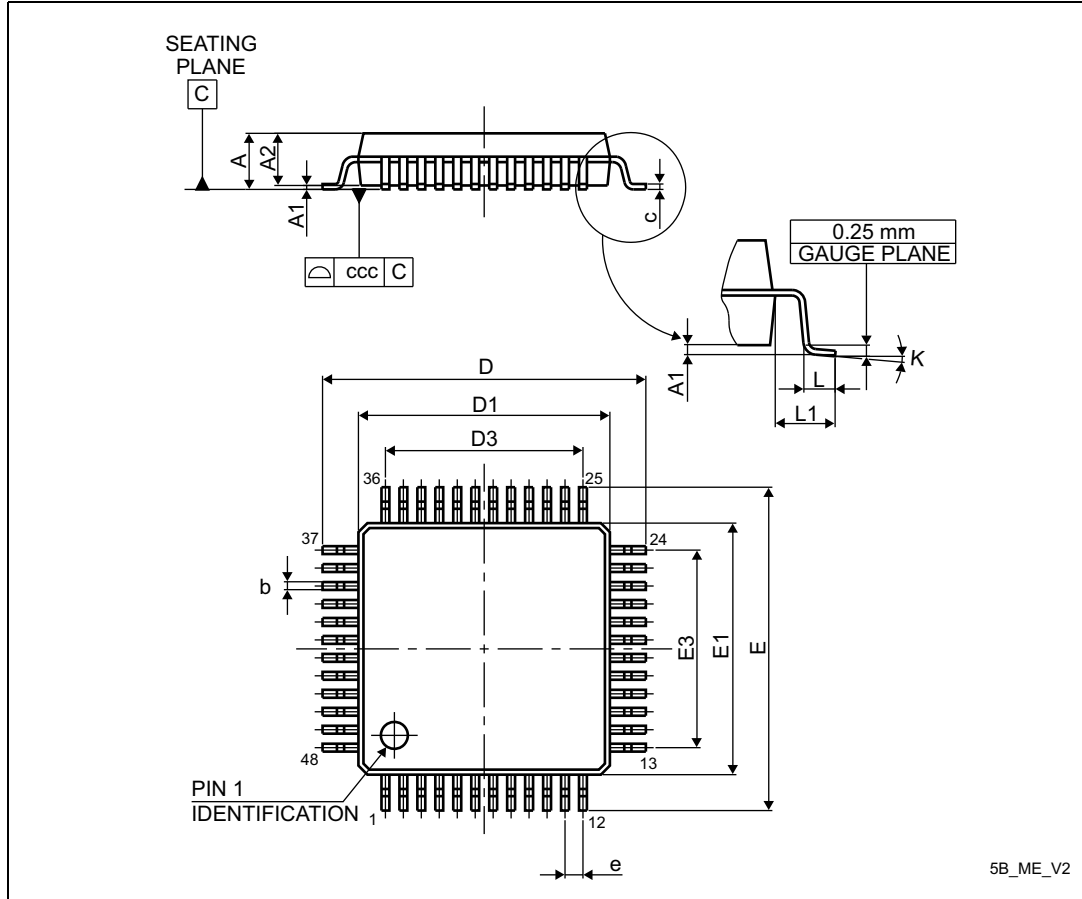 SEATING
PLANE
C
A
A2
A1
c
ccc C
0.25 mm
GAUGE PLANE
A1
K
L
L1
D
D1
D3
36
25
37
24
b
E3
E1
E
48
13
PIN 1
IDENTIFICATION
1
12
e
5B_ME_V2